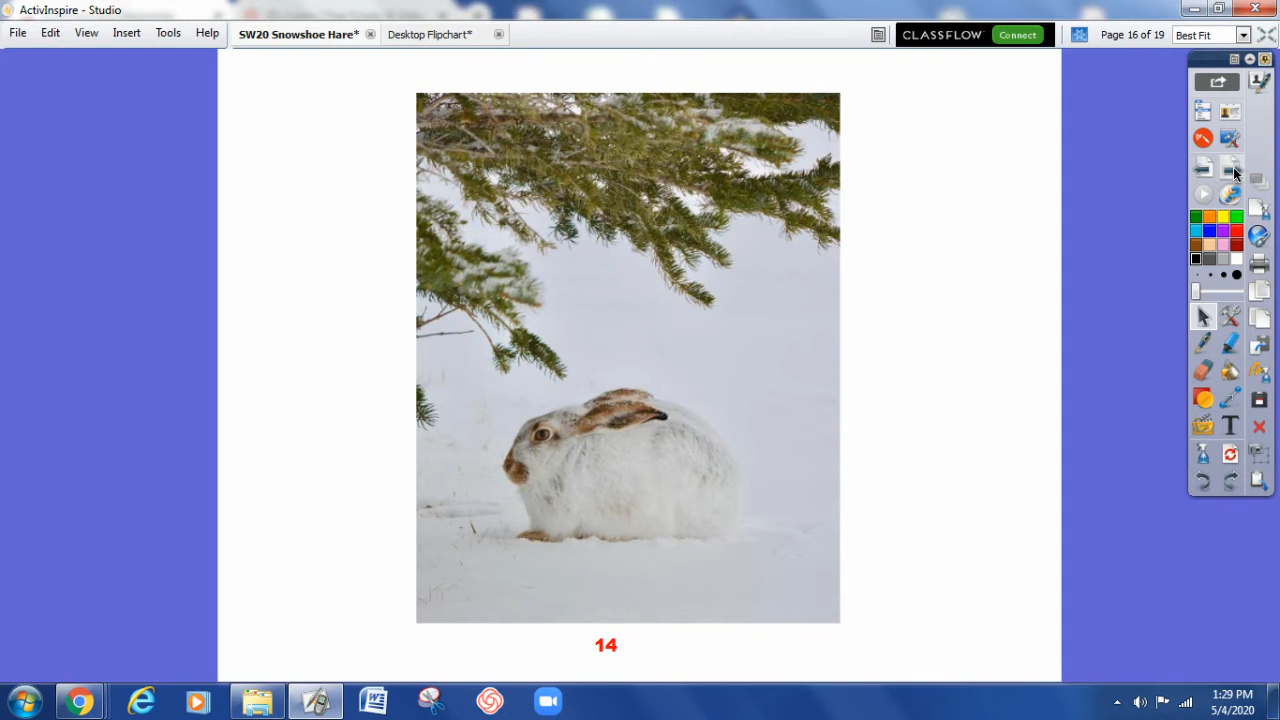 ActivInspire - Studio
File Edit View Insert Tools Help
SW20 Snowshoe Hare*
Desktop Flipchart*
CLASSFLOW Connect
Page 16 of 19
Best Fit
14
1:29 PM
5/4/2020